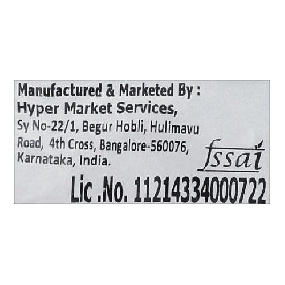 Manufactured & Marketed By :
Hyper Market Services,
Sy No-22/1, Begur Hobli, Hulimavu
Road, 4th Cross, Bangalore-560076,
Karnataka, India.
fssai
Lic .No. 11214334000722